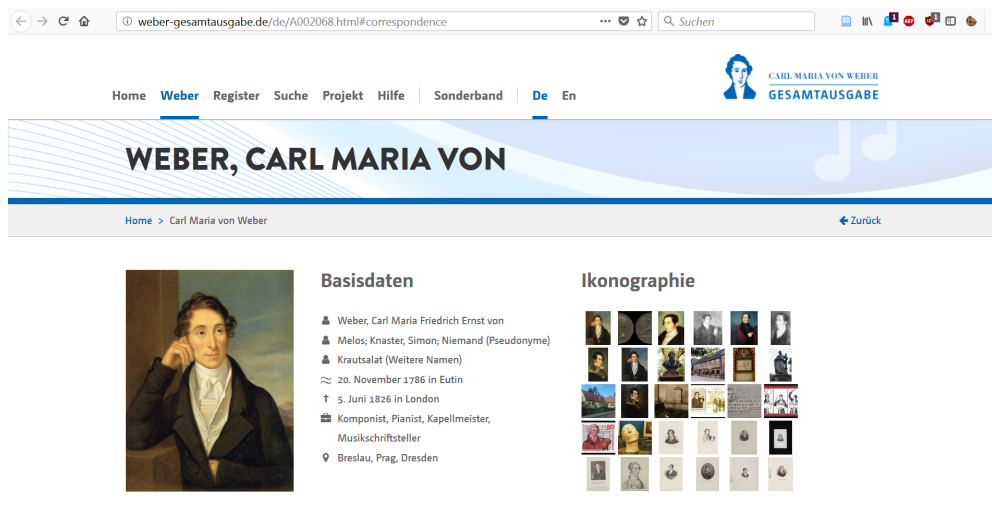 weber-gesamtausgabe.de/de/A002068.html#correspondence
Suchen
1
ABP
CARL MARIA VON WEBER
GESAMTAUSGABE
Home Weber Register Suche Projekt Hilfe Sonderband De En
WEBER, CARL MARIA VON
Home > Carl Maria von Weber
Zurück
Basisdaten
Weber, Carl Maria Friedrich Ernst von
Melos; Knaster, Simon; Niemand (Pseudonyme)
Krautsalat (Weitere Namen)
20. November 1786 in Eutin
5. Juni 1826 in London
Komponist, Pianist, Kapellmeister,
Musikschriftsteller
Breslau, Prag, Dresden
Ikonographie
80